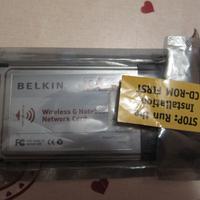 BELKIN
Wireless G Notebook
Network Card
STOP: Run the
Installation
CD-ROM FIRST